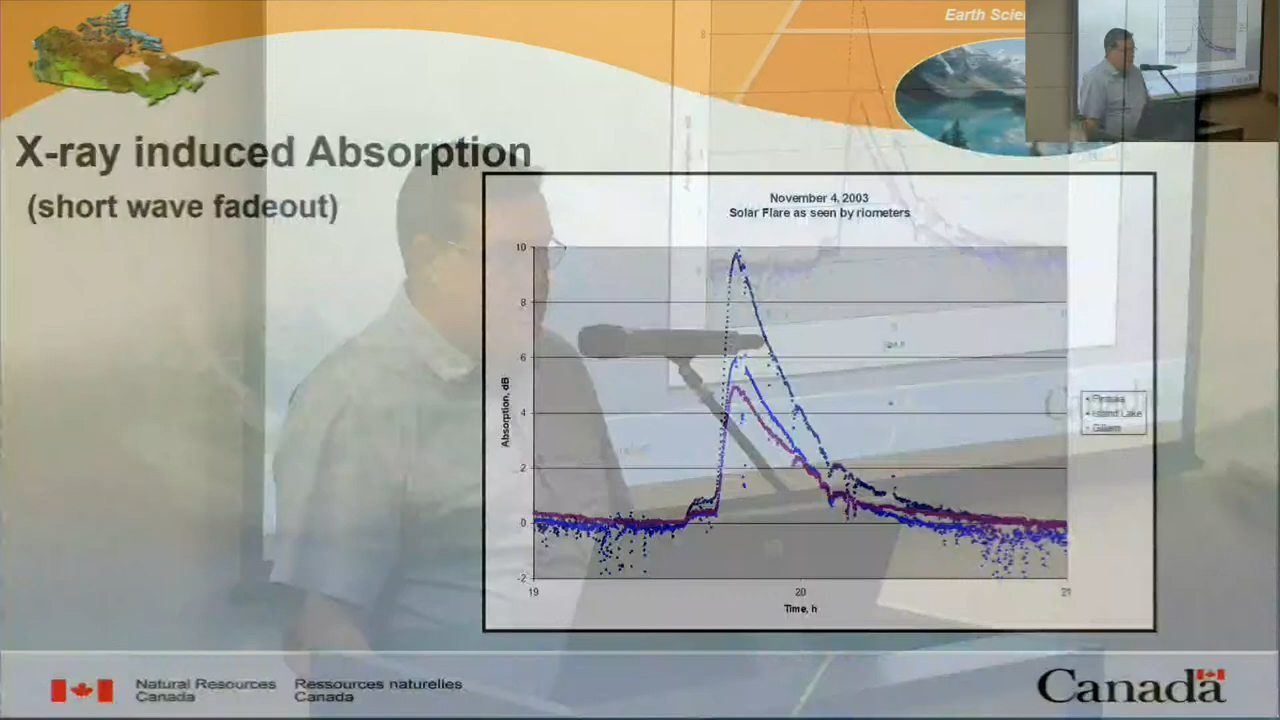 Earth Scie
X-ray induced Absorption
(short wave fadeout)
November 4, 2003
Solar Flare as seen by riometers
10
8
6
4
2
0
-2
Absorption, dB
19
20
21
Time, h
Pinawa
Island Lake
Gillam
Natural Resources
Canada
Ressources naturelles
Canada
Canada